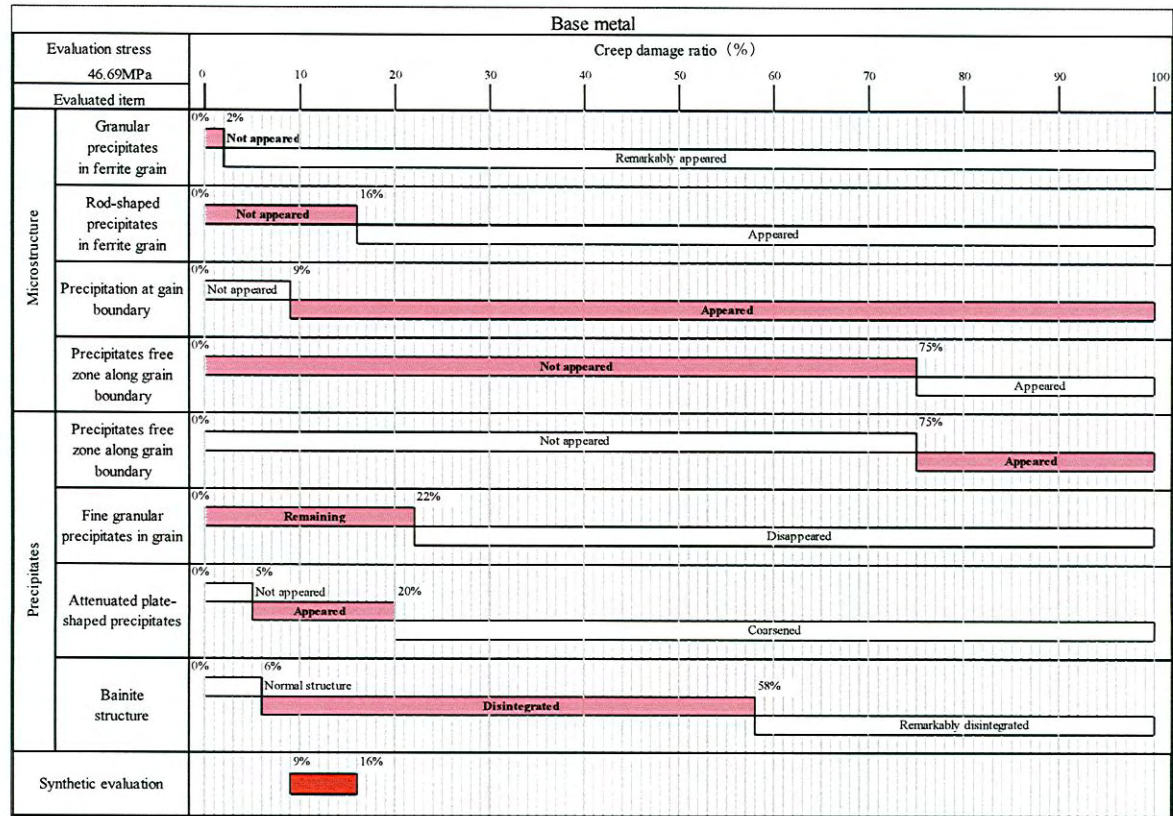 Base metal
Evaluation stress
46.69MPa
Creep damage ratio (%)
0 10 20 30 40 50 60 70 80 90 100
Evaluated item
Microstructure
Granular
precipitates
in ferrite grain
0% 2%
Not appeared
Remarkably appeared
Rod-shaped
precipitates
in ferrite grain
0% 16%
Not appeared
Appeared
Precipitation at gain
boundary
0% 9%
Not appeared
Appeared
Precipitates free
zone along grain
boundary
0% 75%
Not appeared
Appeared
Precipitates
Precipitates free
zone along grain
boundary
0% 75%
Not appeared
Appeared
Fine granular
precipitates in grain
0% 22%
Remaining
Disappeared
Attenuated plate-
shaped precipitates
0% 5% 20%
Not appeared
Appeared
Coarsened
Bainite
structure
0% 6% 58%
Normal structure
Disintegrated
Remarkably disintegrated
Synthetic evaluation
9% 16%